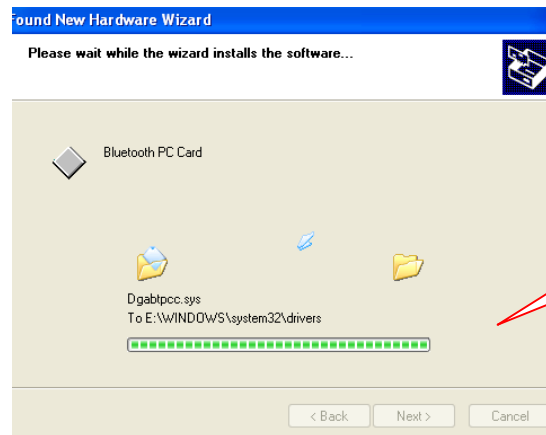 Found New Hardware Wizard
Please wait while the wizard installs the software...
Bluetooth PC Card
Dgabtpcc.sys
To E:\WINDOWS\system32\drivers
< Back
Next >
Cancel